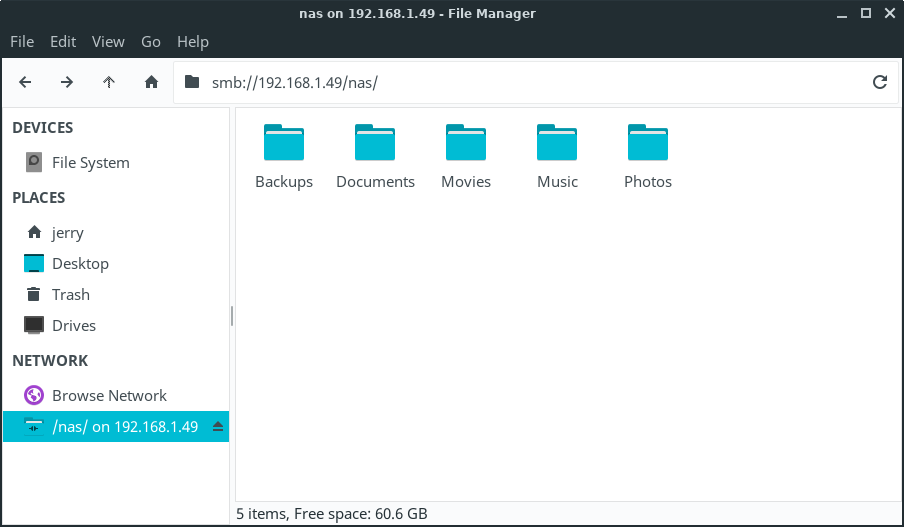 nas on 192.168.1.49 - File Manager
File Edit View Go Help
smb://192.168.1.49/nas/
DEVICES
File System
PLACES
jerry
Desktop
Trash
Drives
NETWORK
Browse Network
/nas/ on 192.168.1.49
Backups Documents Movies Music Photos
5 items, Free space: 60.6 GB